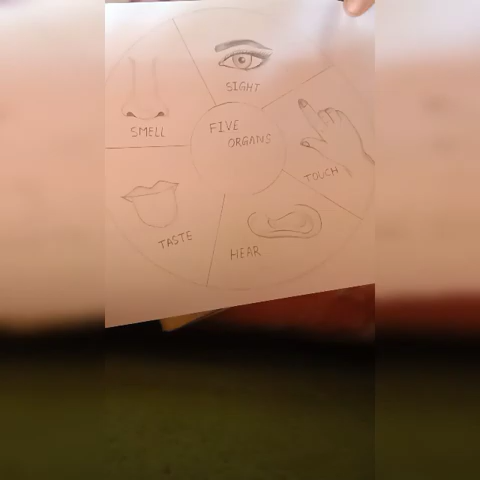 SIGHT
SMELL
FIVE
ORGANS
TOUCH
TASTE
HEAR